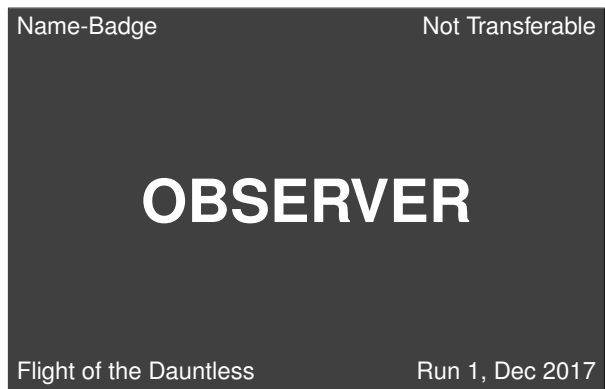 Name-Badge Not Transferable
OBSERVER
Flight of the Dauntless Run 1, Dec 2017